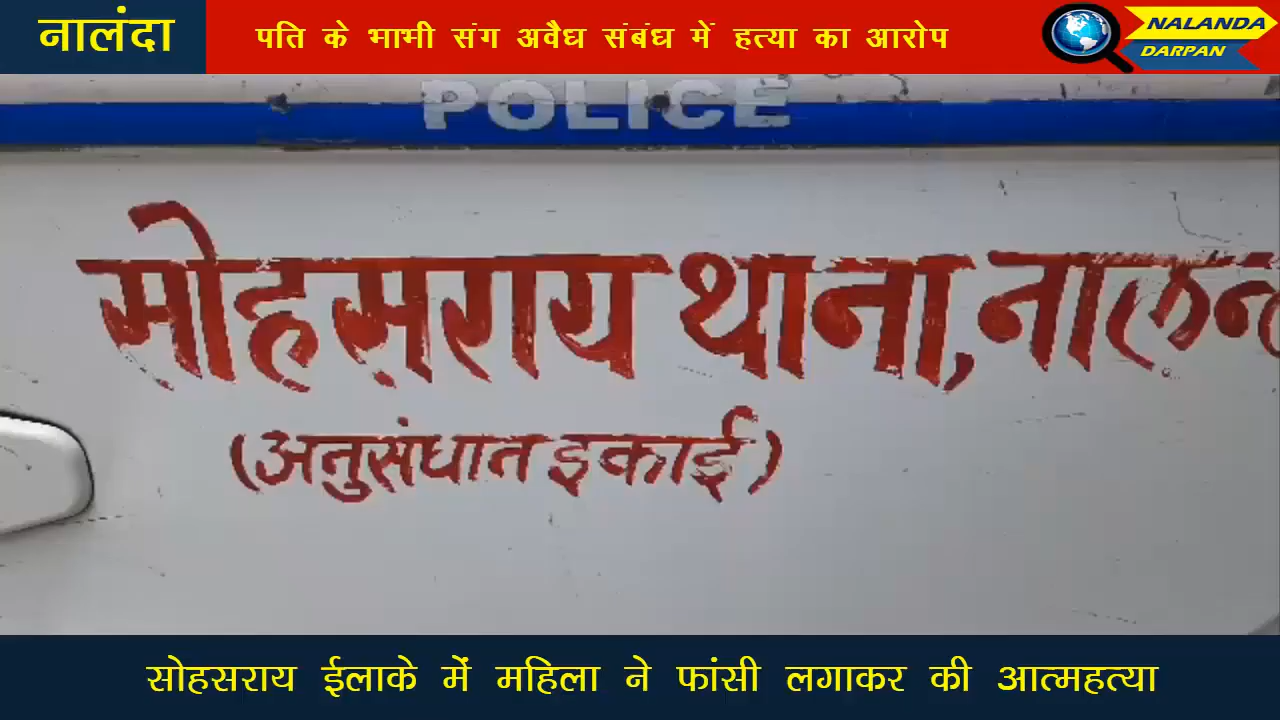 नालंदा
पति के भाभी संग अवैध संबंध में हत्या का आरोप
NALANDA
DARPAN
POLICE
सोहसराय थाना,
(अनुसंधान इकाई)
सोहसराय ईलाके में महिला ने फांसी लगाकर की आत्महत्या